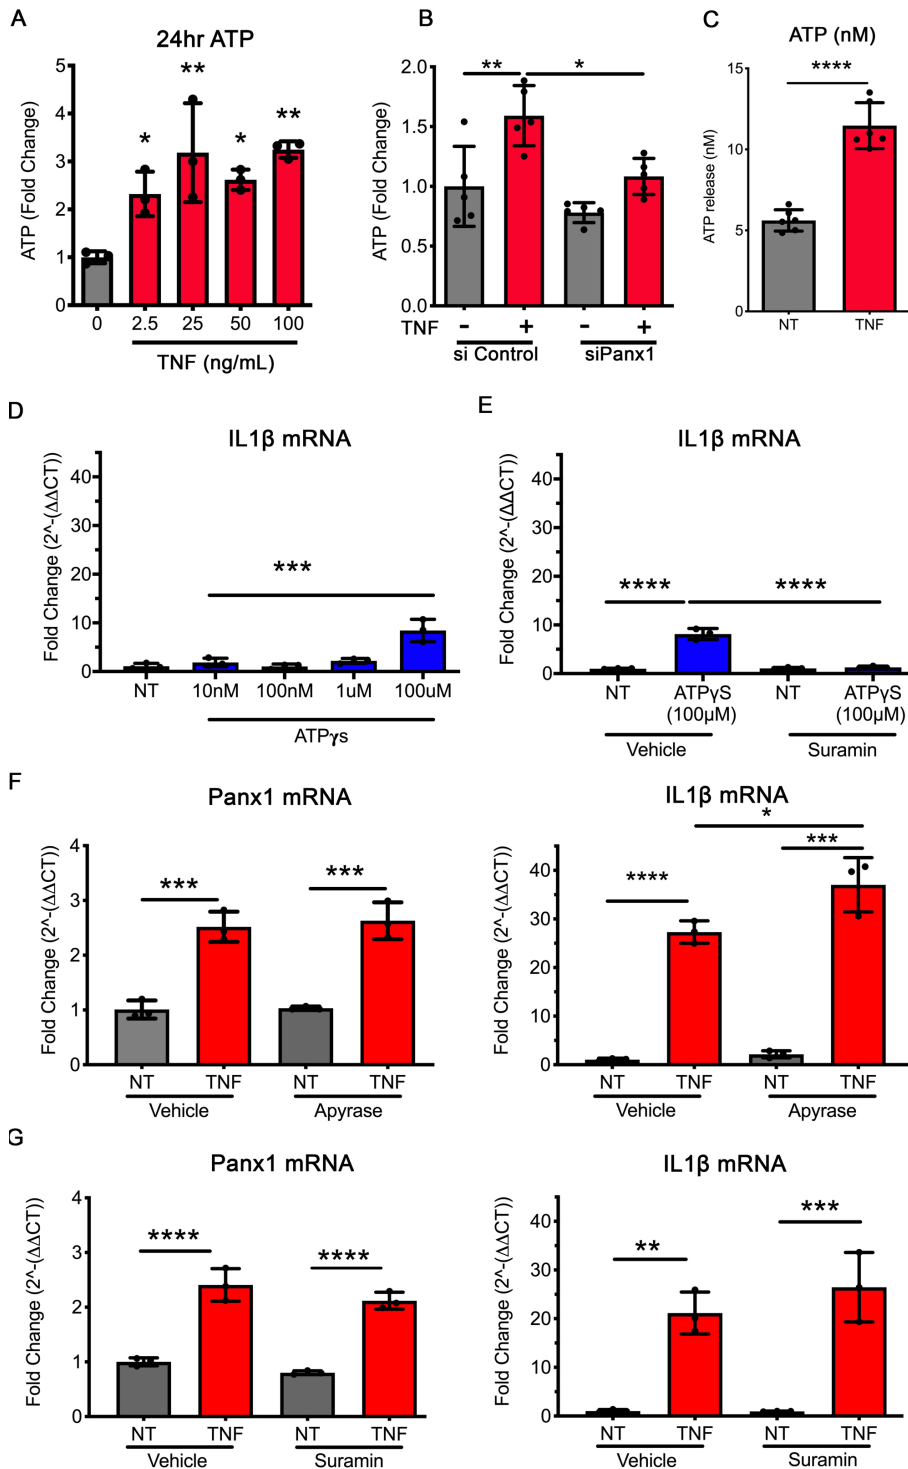 A
24hr ATP
ATP (Fold Change)
5
4
3
2
1
0
*
**
*
**
0 2.5 25 50 100
TNF (ng/mL)
B
ATP (Fold Change)
2.0
1.5
1.0
0.5
0.0
** *
TNF - + - +
si Control siPanx1
C
ATP (nM)
ATP release (nM)
15
10
5
0
****
NT TNF
D
IL1β mRNA
Fold Change (2^-(ΔΔCT))
40
30
20
10
0
***
NT 10nM 100nM 1uM 100uM
ATPγs
E
IL1β mRNA
Fold Change (2^-(ΔΔCT))
40
30
20
10
0
**** ****
NT ATPγS NT ATPγS
(100μM) (100μM)
Vehicle Suramin
F
Panx1 mRNA
Fold Change (2^-(ΔΔCT))
4
3
2
1
0
*** ***
NT TNF NT TNF
Vehicle Apyrase
IL1β mRNA
Fold Change (2^-(ΔΔCT))
40
30
20
10
0
*
**** ***
NT TNF NT TNF
Vehicle Apyrase
G
Panx1 mRNA
Fold Change (2^-(ΔΔCT))
4
3
2
1
0
**** ****
NT TNF NT TNF
Vehicle Suramin
IL1β mRNA
Fold Change (2^-(ΔΔCT))
40
30
20
10
0
** ***
NT TNF NT TNF
Vehicle Suramin